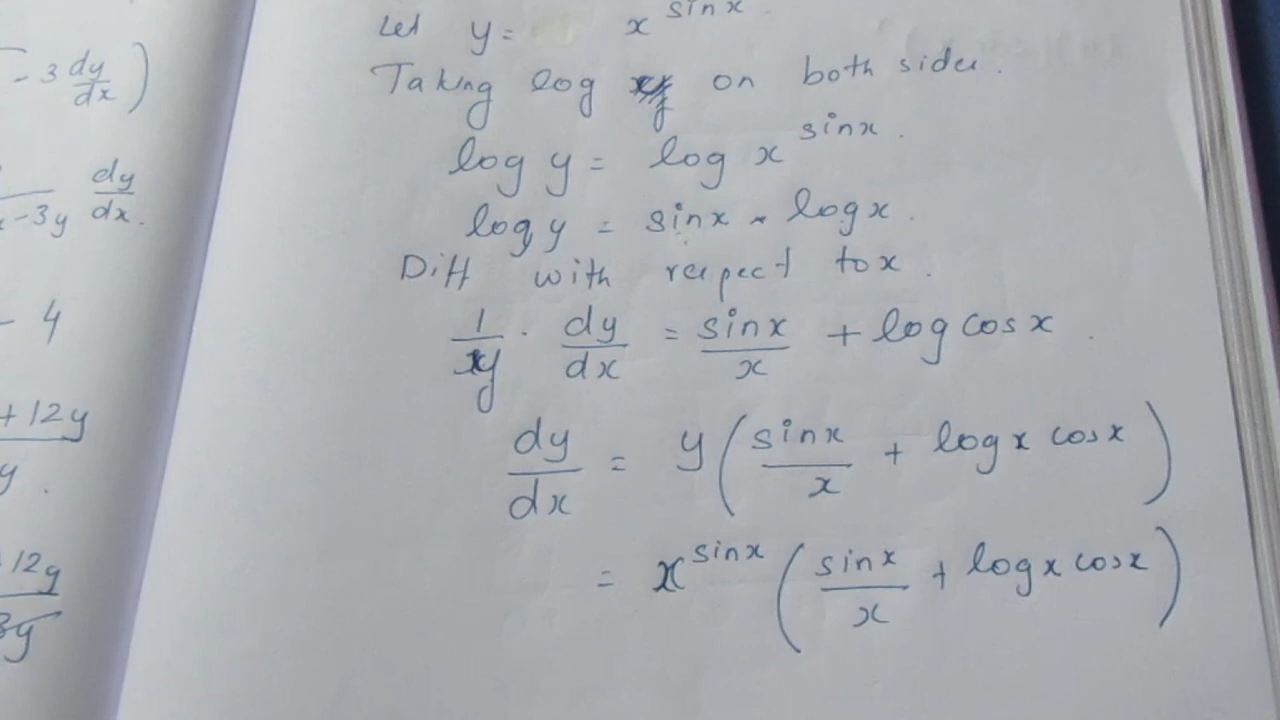 - 3 dy/dx )
x - 3y dy/dx.
- 4
+ 12y
y .
12y
3y
Let y = x^sinx .
Taking log on both sides .
log y = log x^sinx .
log y = sinx . log x .
Diff with respect to x .
1/y . dy/dx = sinx/x + log cos x .
dy/dx = y ( sinx/x + log x cos x )
= x^sinx ( sinx/x + log x cos x )